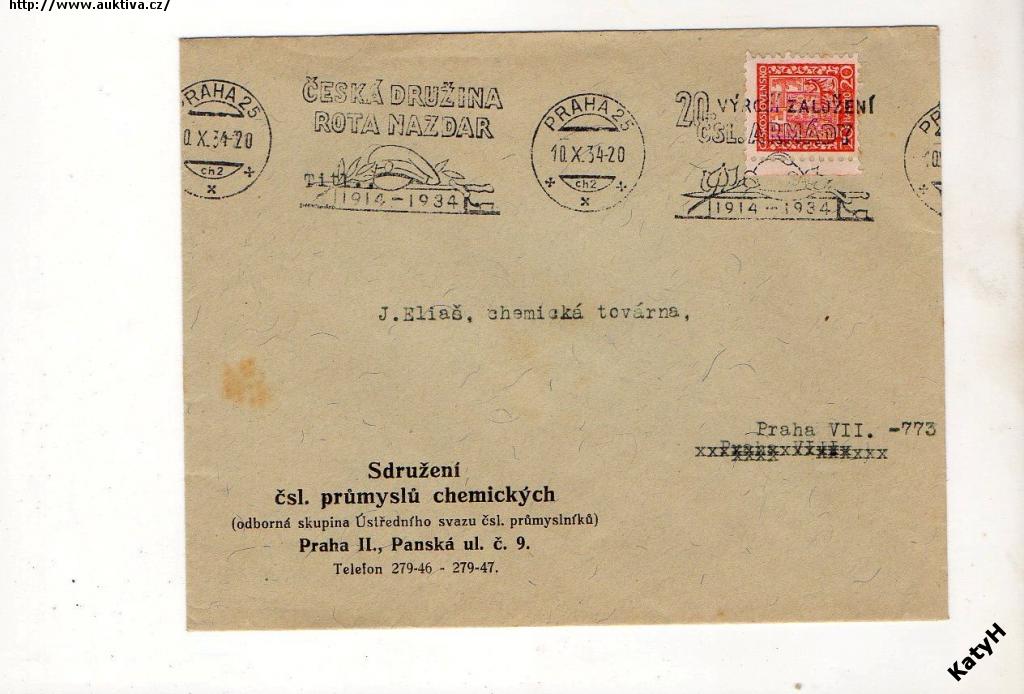 http://www.auktiva.cz/
PRAHA 25
10.X.34-20
ch2
ČESKÁ DRUŽINA
ROTA NAZDAR
Titl.
1914-1934
PRAHA 25
10.X.34-20
ch2
20. VÝROČÍ ZALOŽENÍ
ČSL. ARMÁDY
1914-1934
ČESKOSLOVENSKO
20
J.Eliaš, chemická továrna,
Praha VII. -773
Sdružení
čsl. průmyslů chemických
(odborná skupina Ústředního svazu čsl. průmyslníků)
Praha II., Panská ul. č. 9.
Telefon 279-46 - 279-47.
KatyH